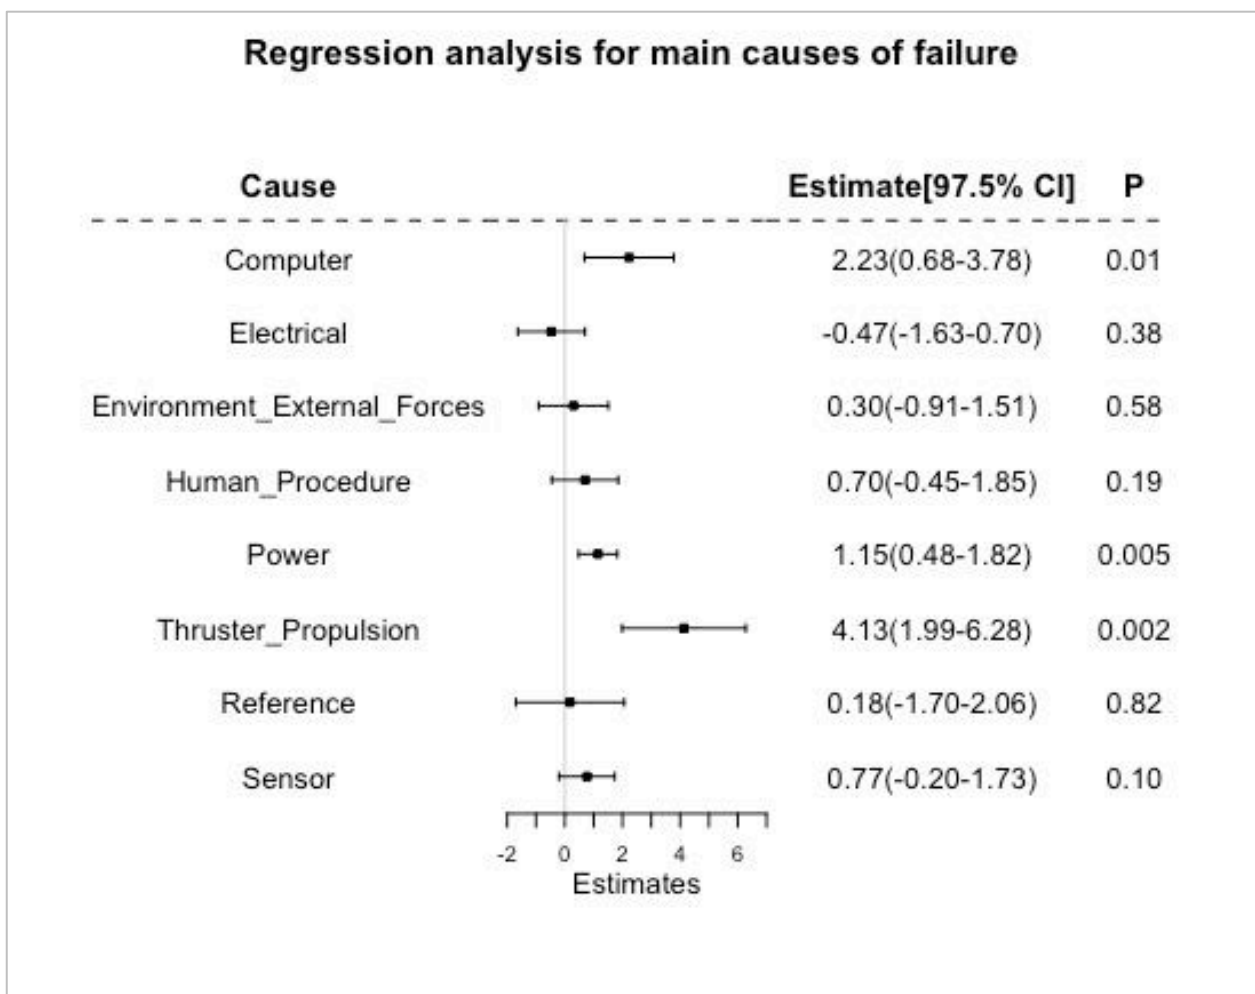 Regression analysis for main causes of failure
Cause Estimate[97.5% CI] P
Computer 2.23(0.68-3.78) 0.01
Electrical -0.47(-1.63-0.70) 0.38
Environment_External_Forces 0.30(-0.91-1.51) 0.58
Human_Procedure 0.70(-0.45-1.85) 0.19
Power 1.15(0.48-1.82) 0.005
Thruster_Propulsion 4.13(1.99-6.28) 0.002
Reference 0.18(-1.70-2.06) 0.82
Sensor 0.77(-0.20-1.73) 0.10
-2 0 2 4 6
Estimates